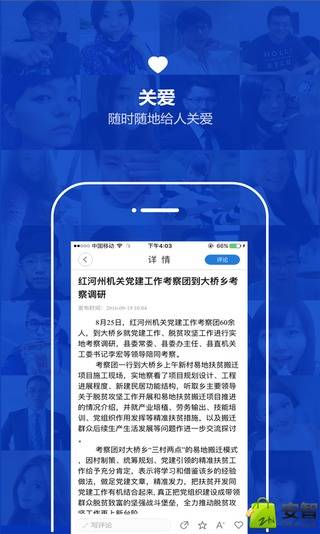 关爱
随时随地给人关爱
中国移动
下午4:03
详 情
评论
红河州机关党建工作考察团到大桥乡考
察调研
发布时间：2016-09-19 10:04
8月25日，红河州机关党建工作考察团60余
人，到大桥乡就党建工作、脱贫攻坚工作进行实
地考察调研，县委常委、县委办主任、县直机关
工委书记李宏等领导陪同考察。
考察团一行到大桥乡上午新村易地扶贫搬迁
项目施工现场，实地察看了项目规划设计、工程
进展程度、新建民居功能结构，听取乡主要领导
关于脱贫攻坚工作开展和易地扶贫搬迁项目推进
的情况介绍，并就产业培植、劳务输出、技能培
训、党组织作用发挥等精准扶贫措施，以及搬迁
群众后续生产生活发展等问题作进一步交流探讨
。
考察团对大桥乡“三村两点”的易地搬迁模式
，因村制策、统筹规划、党建引领的精准扶贫工
作给予充分肯定，表示将学习和借鉴该乡的经验
做法，做足党建文章，精准发力，把扶贫开发同
党建工作有机结合起来,真正把党组织建设成带领
群众脱贫致富的坚强战斗堡垒，全力推动脱贫攻
坚工作再上新台阶
写评论
安智